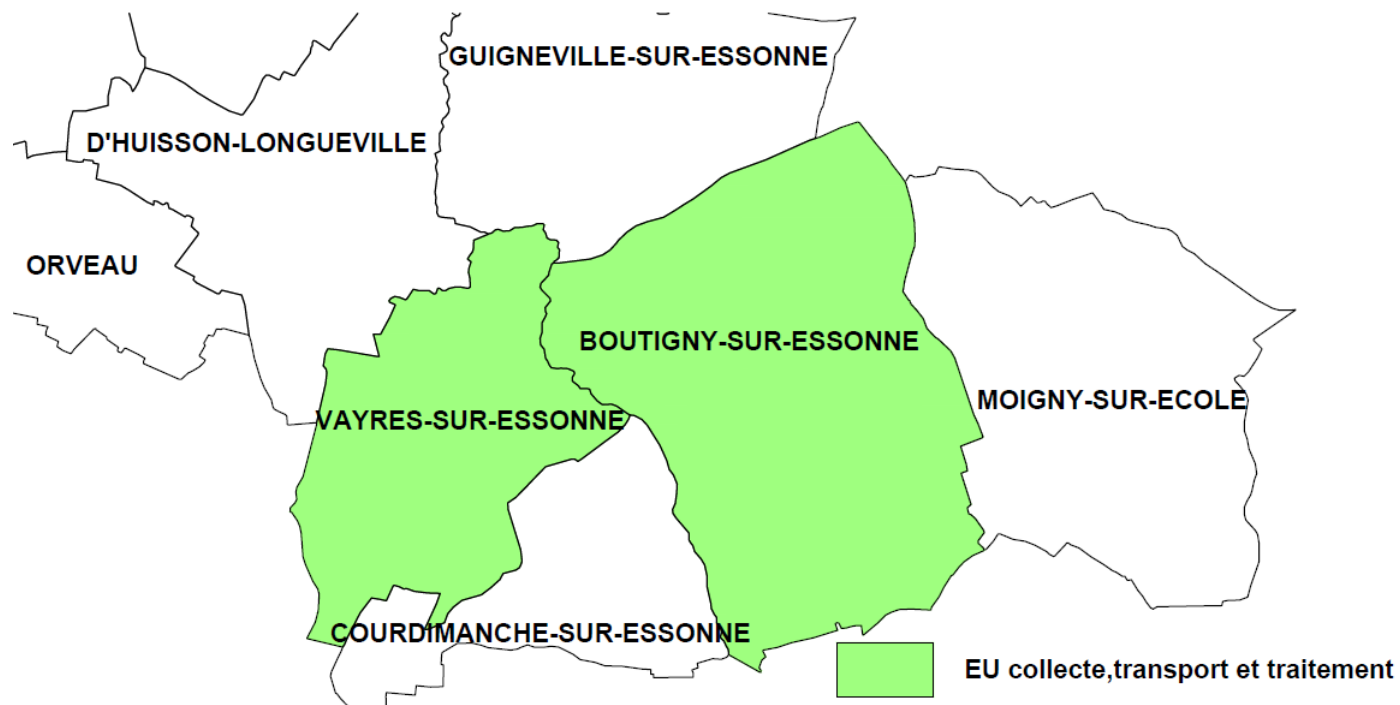 GUIGNEVILLE-SUR-ESSONNE
D'HUISSON-LONGUEVILLE
ORVEAU
BOUTIGNY-SUR-ESSONNE
MOIGNY-SUR-ECOLE
VAYRES-SUR-ESSONNE
COURDIMANCHE-SUR-ESSONNE
EU collecte,transport et traitement